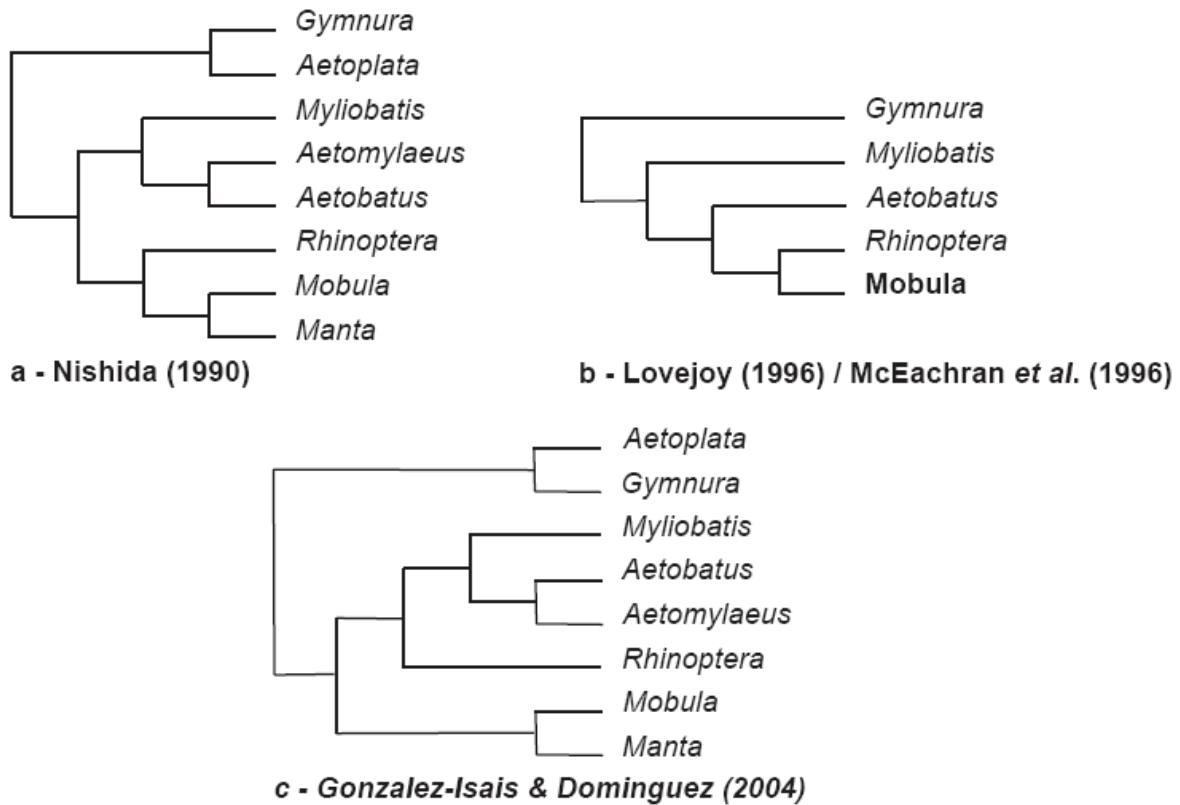 Gymnura
Aetoplata
Myliobatis
Aetomylaeus
Aetobatus
Rhinoptera
Mobula
Manta
a - Nishida (1990)
Gymnura
Myliobatis
Aetobatus
Rhinoptera
Mobula
b - Lovejoy (1996) / McEachran et al. (1996)
Aetoplata
Gymnura
Myliobatis
Aetobatus
Aetomylaeus
Rhinoptera
Mobula
Manta
c - Gonzalez-Isais & Dominguez (2004)